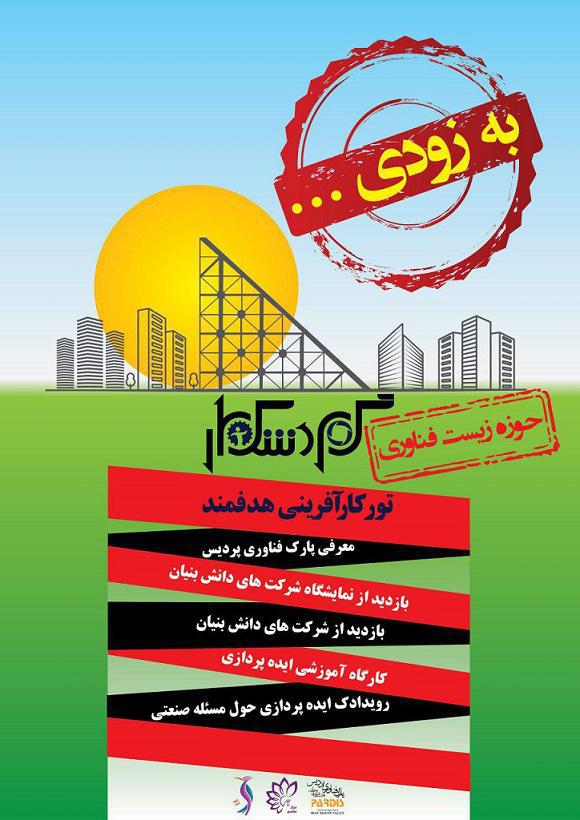 به زودی ...
گردشکار
حوزه زیست فناوری
تور کارآفرینی هدفمند
معرفی پارک فناوری پردیس
بازدید از نمایشگاه شرکت های دانش بنیان
بازدید از شرکت های دانش بنیان
کارگاه آموزشی ایده پردازی
رویدادک ایده پردازی حول مسئله صنعتی
PARDIS